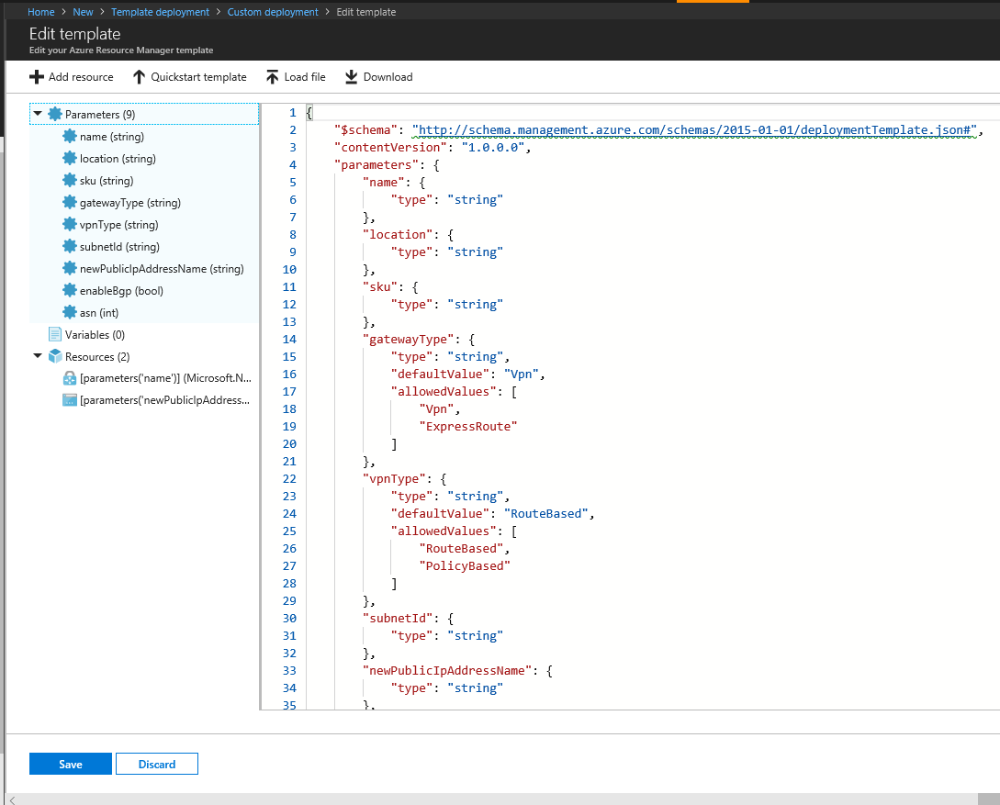 Home > New > Template deployment > Custom deployment > Edit template
Edit template
Edit your Azure Resource Manager template
Add resource Quickstart template Load file Download
Parameters (9)
name (string)
location (string)
sku (string)
gatewayType (string)
vpnType (string)
subnetId (string)
newPublicIpAddressName (string)
enableBgp (bool)
asn (int)
Variables (0)
Resources (2)
[parameters('name')] (Microsoft.N...
[parameters('newPublicIpAddress...
1 {
2 "$schema": "http://schema.management.azure.com/schemas/2015-01-01/deploymentTemplate.json#",
3 "contentVersion": "1.0.0.0",
4 "parameters": {
5 "name": {
6 "type": "string"
7 },
8 "location": {
9 "type": "string"
10 },
11 "sku": {
12 "type": "string"
13 },
14 "gatewayType": {
15 "type": "string",
16 "defaultValue": "Vpn",
17 "allowedValues": [
18 "Vpn",
19 "ExpressRoute"
20 ]
21 },
22 "vpnType": {
23 "type": "string",
24 "defaultValue": "RouteBased",
25 "allowedValues": [
26 "RouteBased",
27 "PolicyBased"
28 ]
29 },
30 "subnetId": {
31 "type": "string"
32 },
33 "newPublicIpAddressName": {
34 "type": "string"
35 },
Save Discard